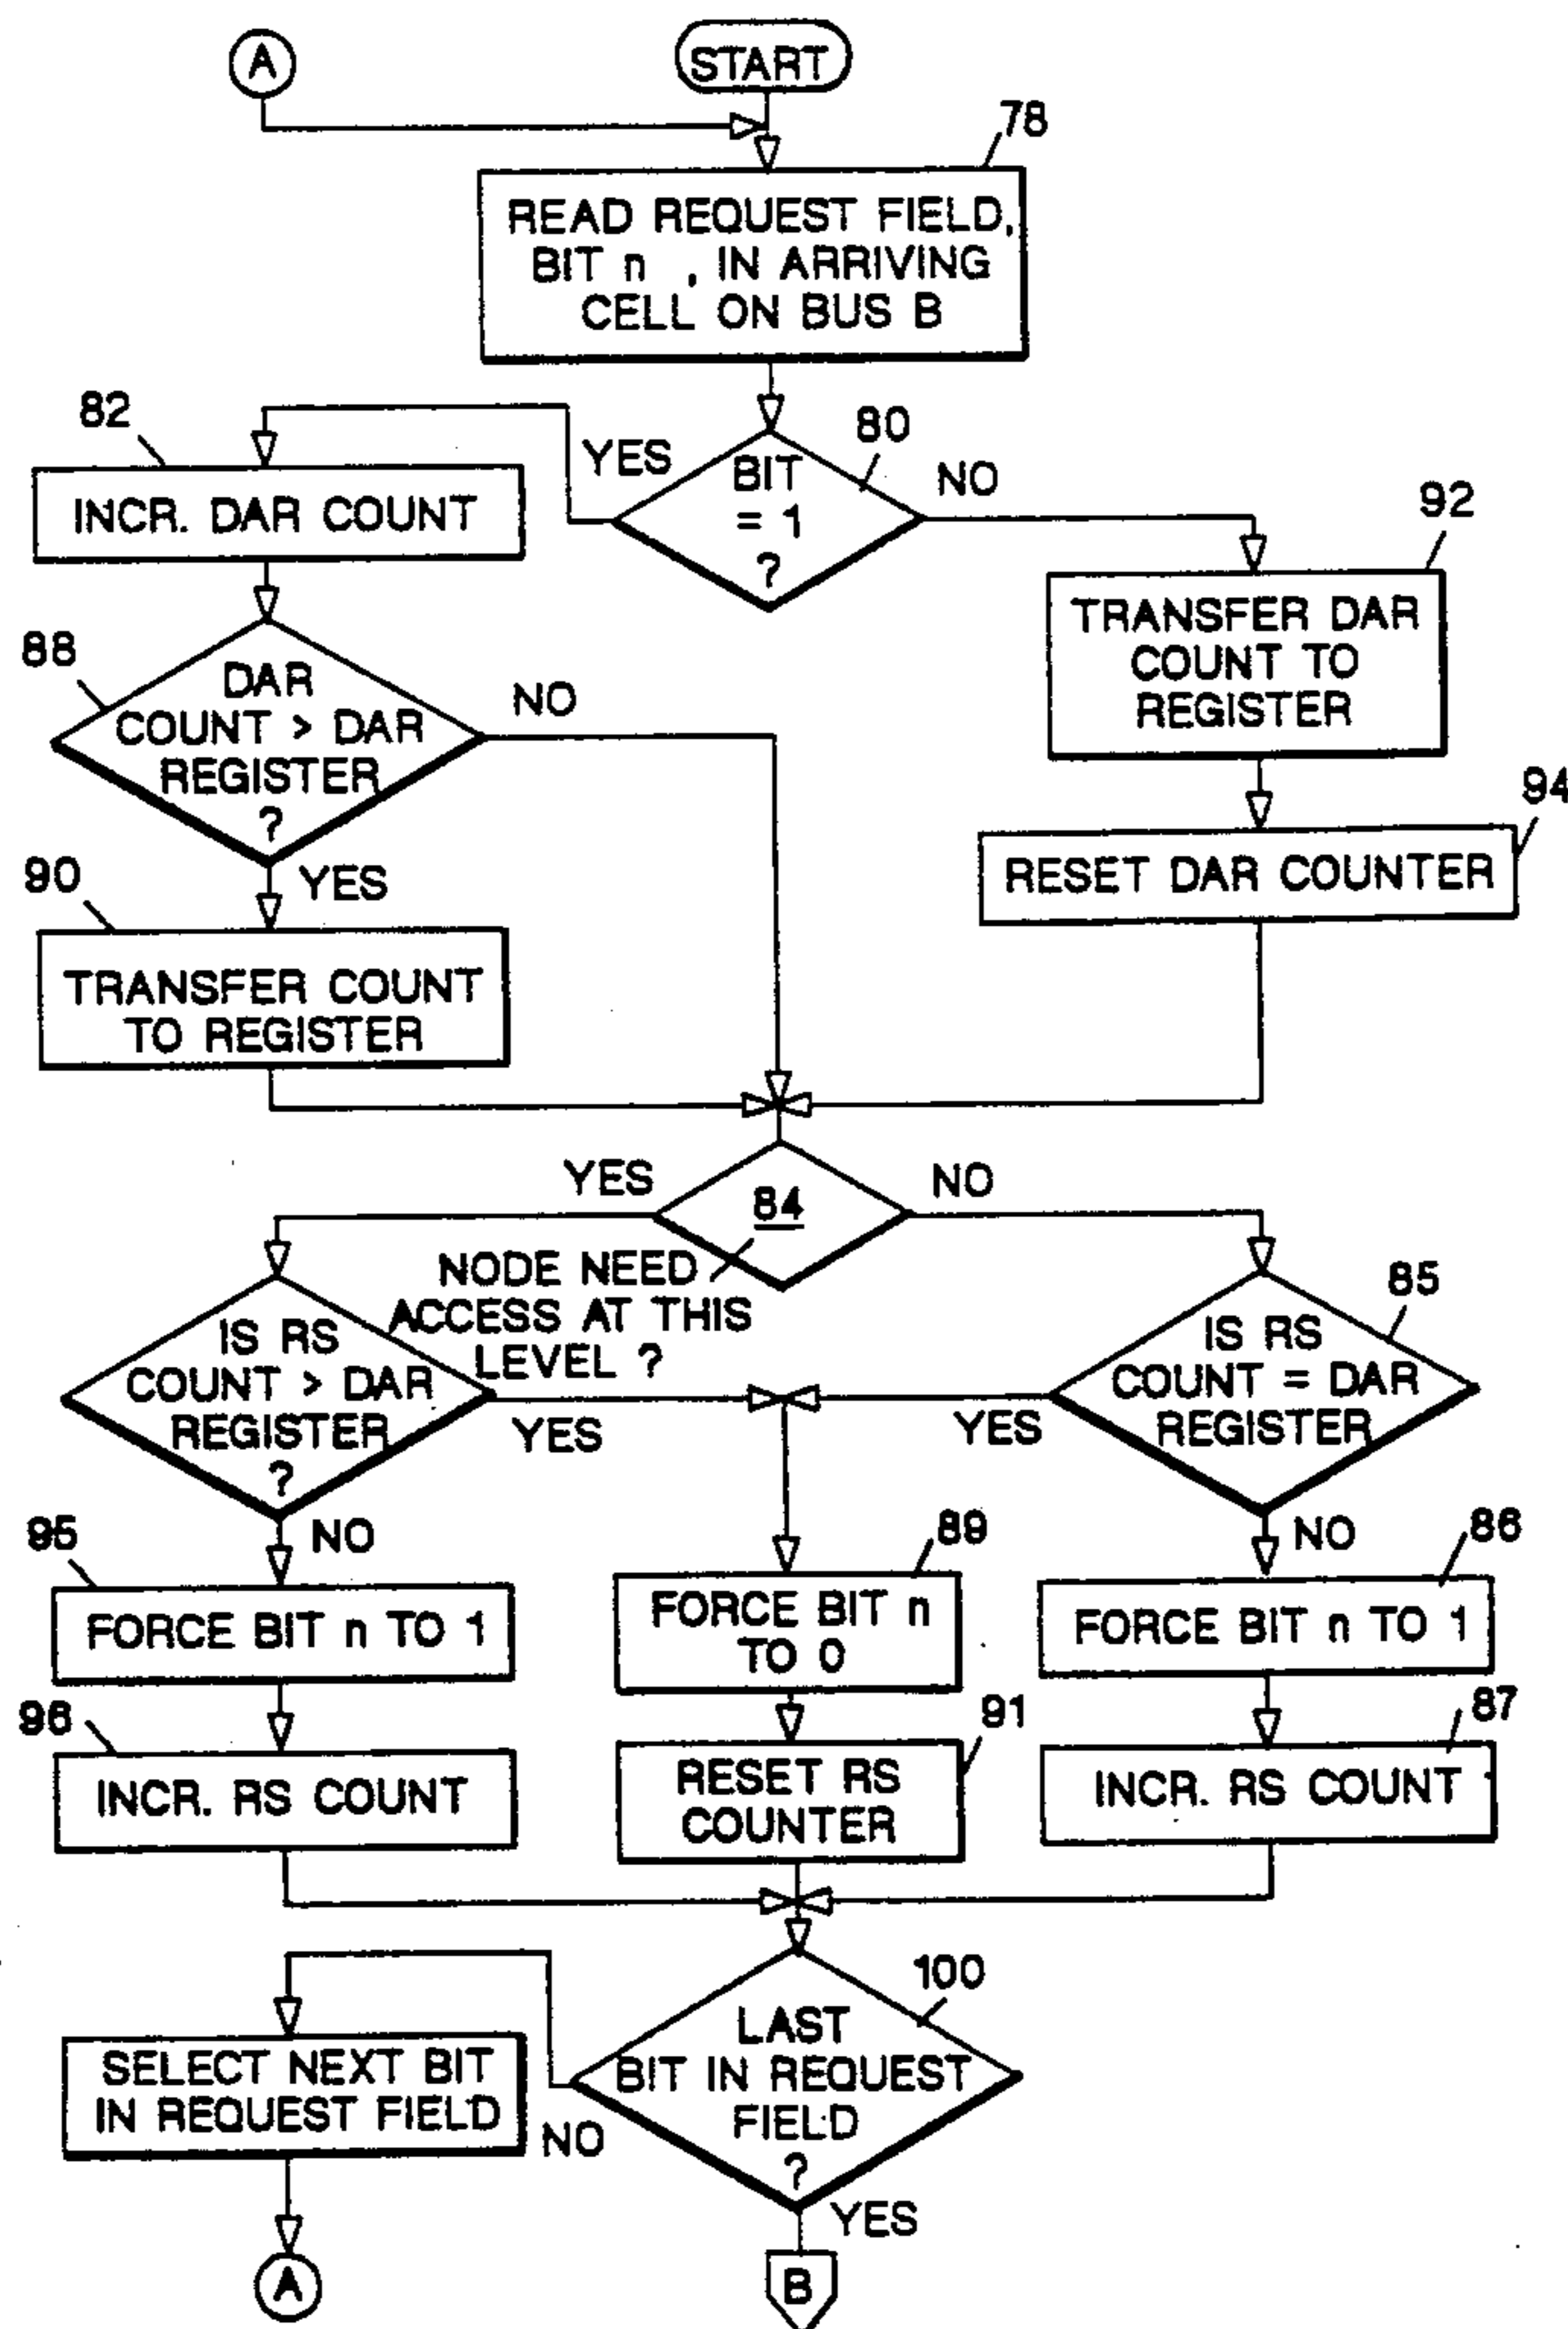 A
START
78
READ REQUEST FIELD,
BIT n , IN ARRIVING
CELL ON BUS B
82
INCR. DAR COUNT
YES
80
BIT
= 1
?
NO
92
TRANSFER DAR
COUNT TO
REGISTER
88
DAR
COUNT > DAR
REGISTER
?
NO
94
RESET DAR COUNTER
90
YES
TRANSFER COUNT
TO REGISTER
YES
84
NO
NODE NEED
ACCESS AT THIS
LEVEL ?
IS RS
COUNT > DAR
REGISTER
?
YES
85
IS RS
COUNT = DAR
REGISTER
YES
95
NO
FORCE BIT n TO 1
89
FORCE BIT n
TO 0
NO
86
FORCE BIT n TO 1
96
INCR. RS COUNT
91
RESET RS
COUNTER
87
INCR. RS COUNT
100
LAST
BIT IN REQUEST
FIELD
?
SELECT NEXT BIT
IN REQUEST FIELD
NO
YES
A
B